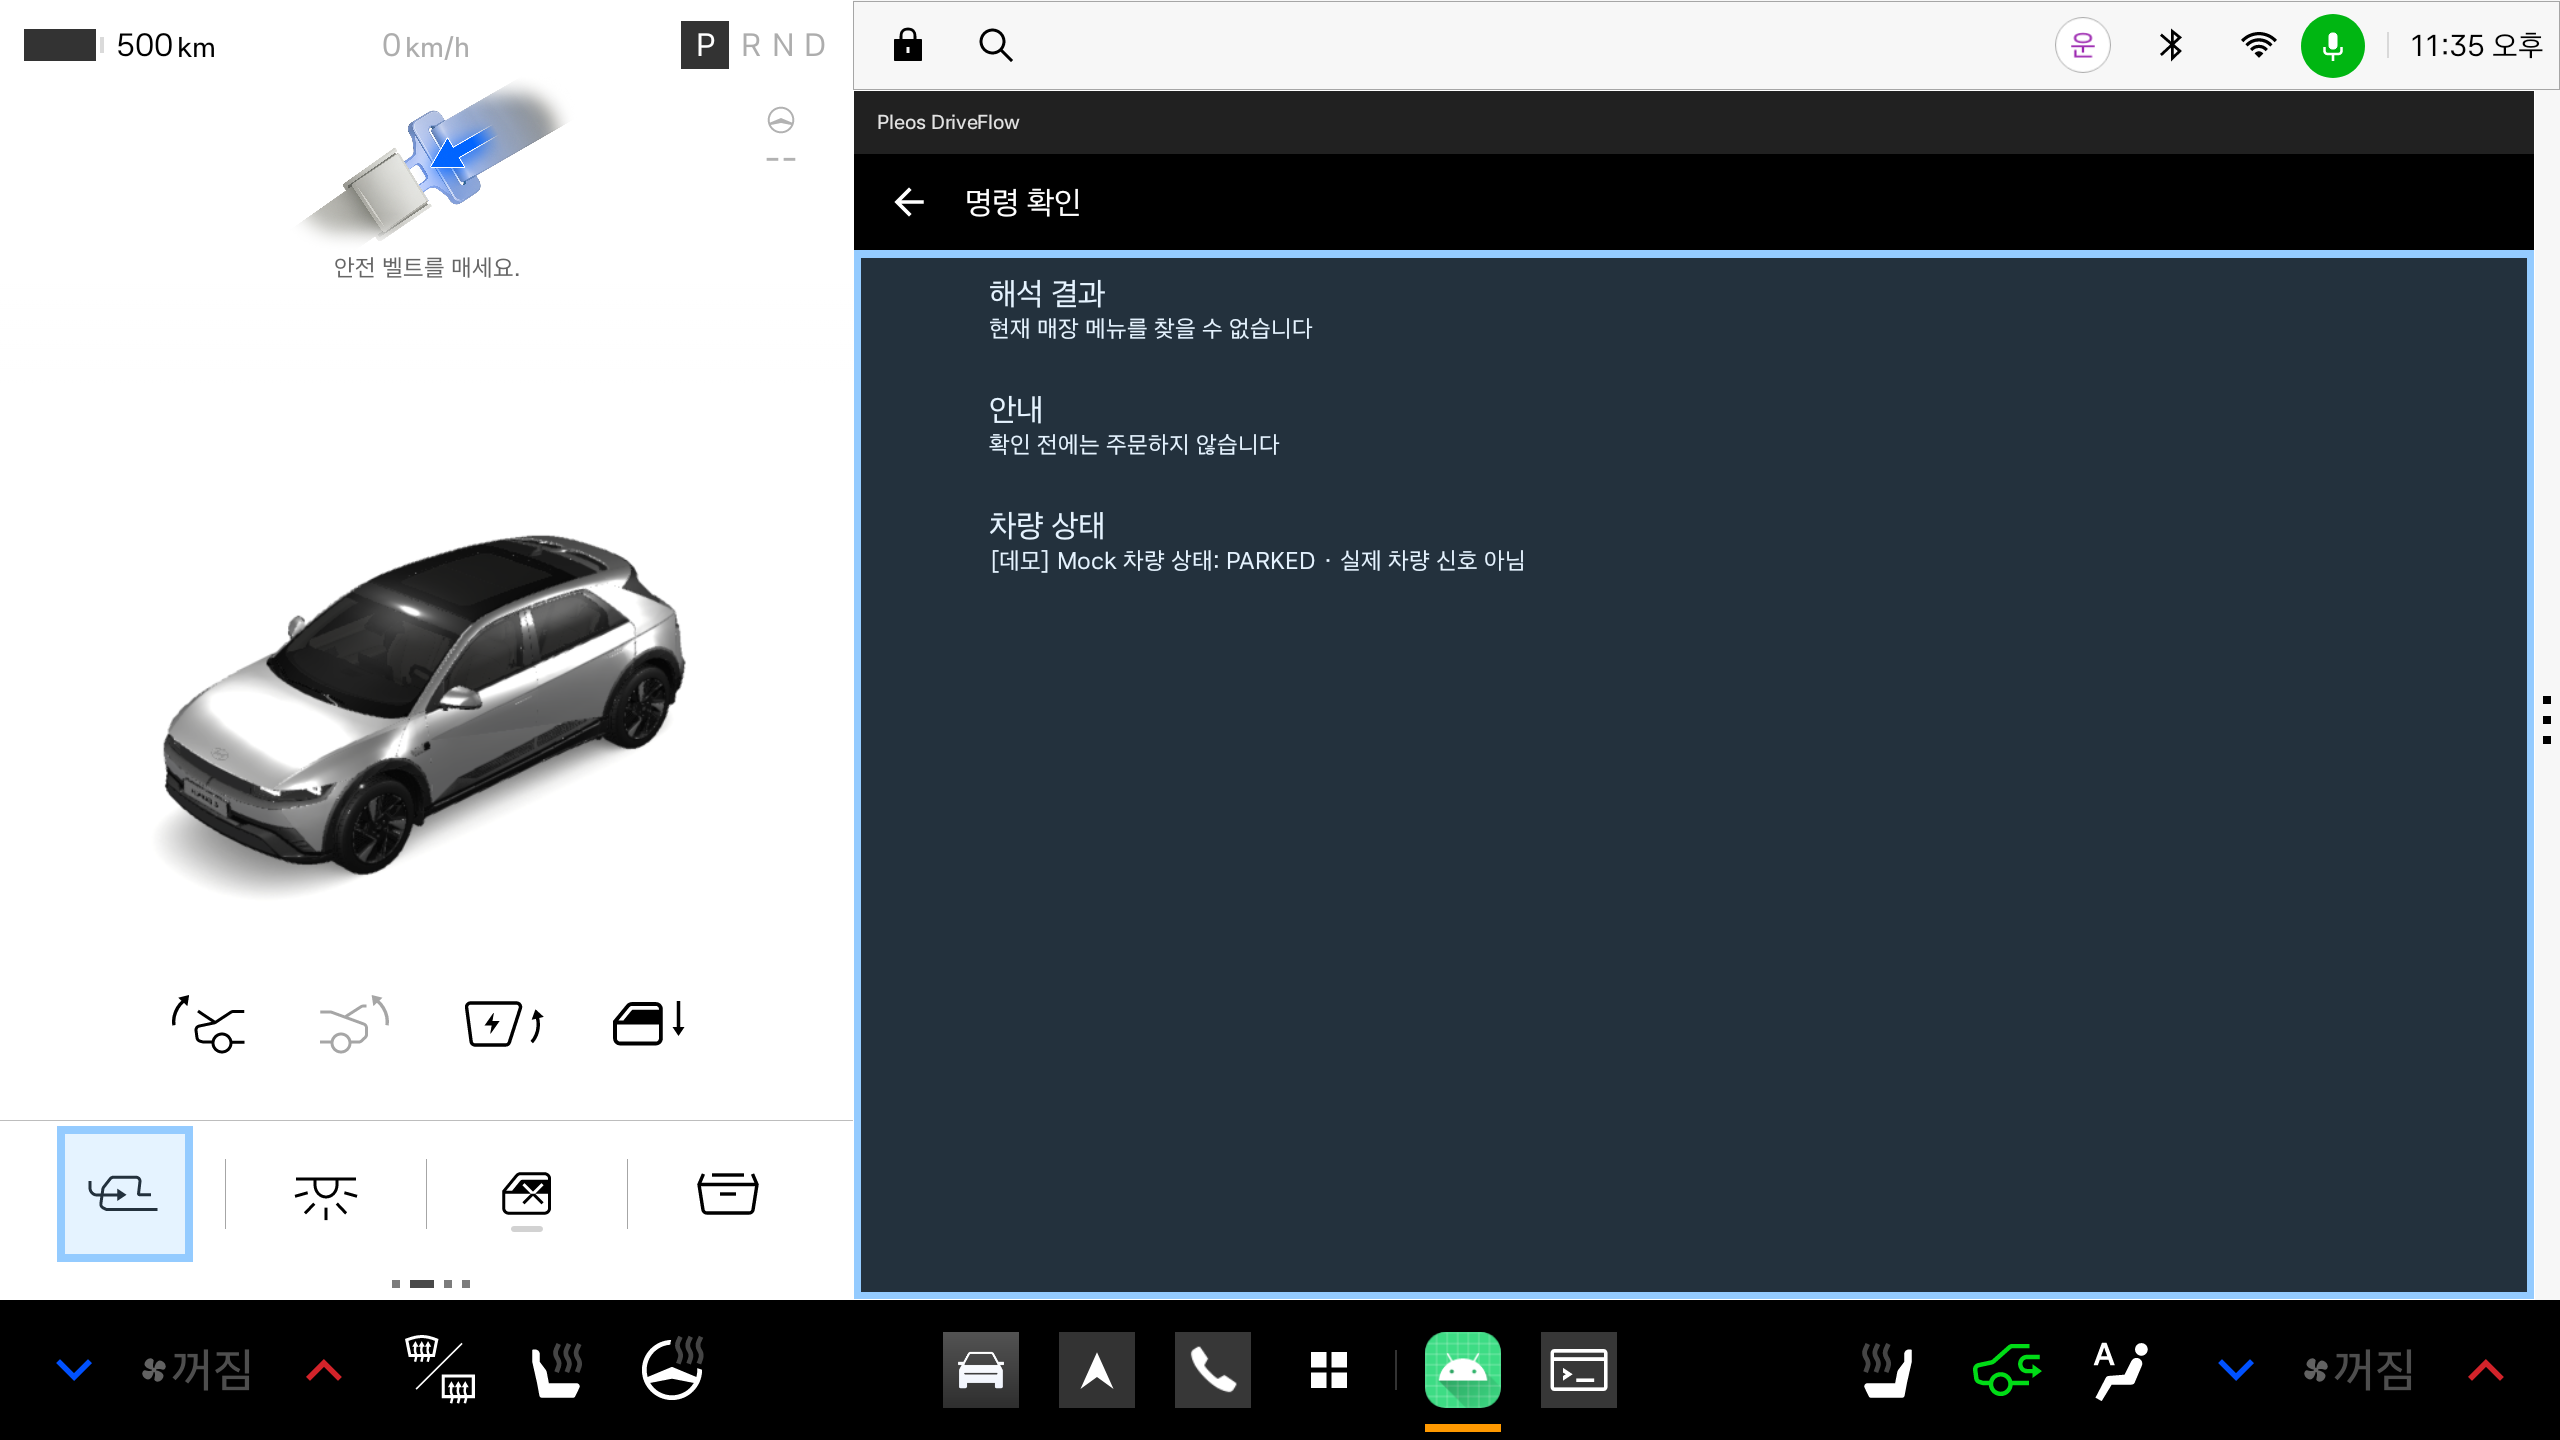 500 km
0 km/h
P R N D
운
11:35 오후
안전 벨트를 매세요.
Pleos DriveFlow
명령 확인
해석 결과
현재 매장 메뉴를 찾을 수 없습니다
안내
확인 전에는 주문하지 않습니다
차량 상태
[데모] Mock 차량 상태: PARKED · 실제 차량 신호 아님
꺼짐
A
꺼짐